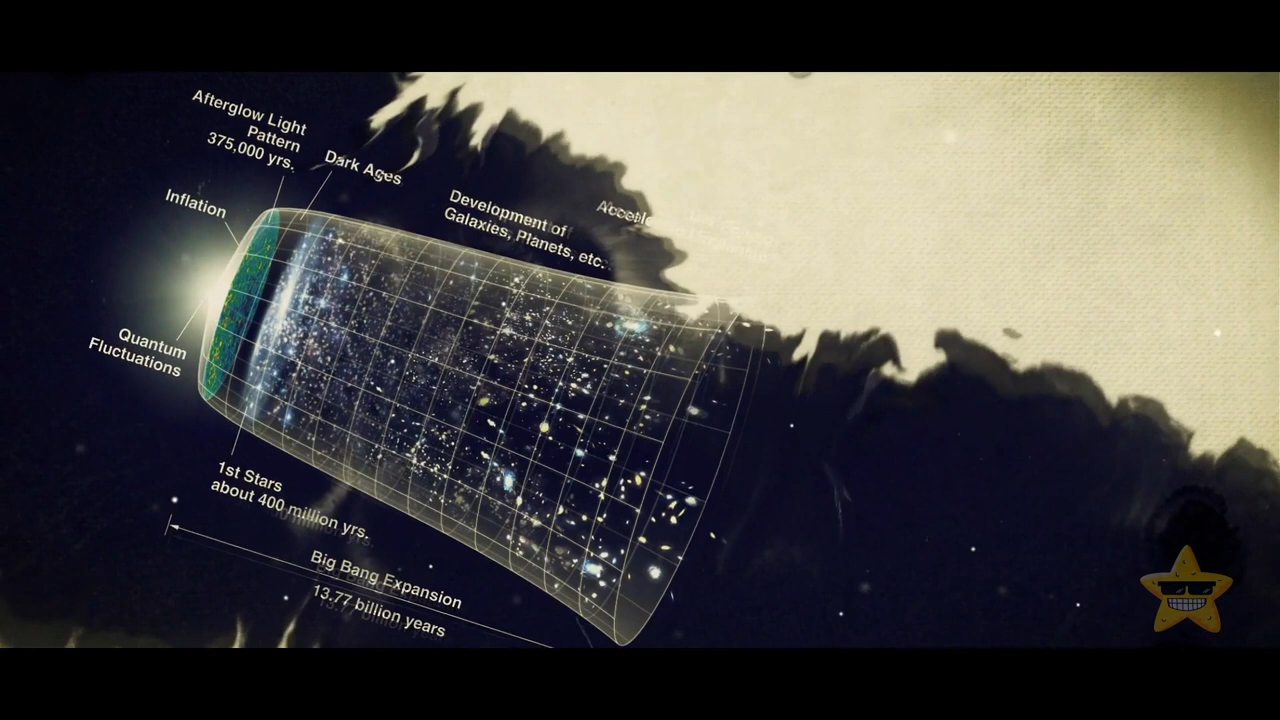 Afterglow Light
Pattern
375,000 yrs.
Dark Ages
Inflation
Development of
Galaxies, Planets, etc.
Quantum
Fluctuations
1st Stars
about 400 million yrs.
Big Bang Expansion
13.77 billion years